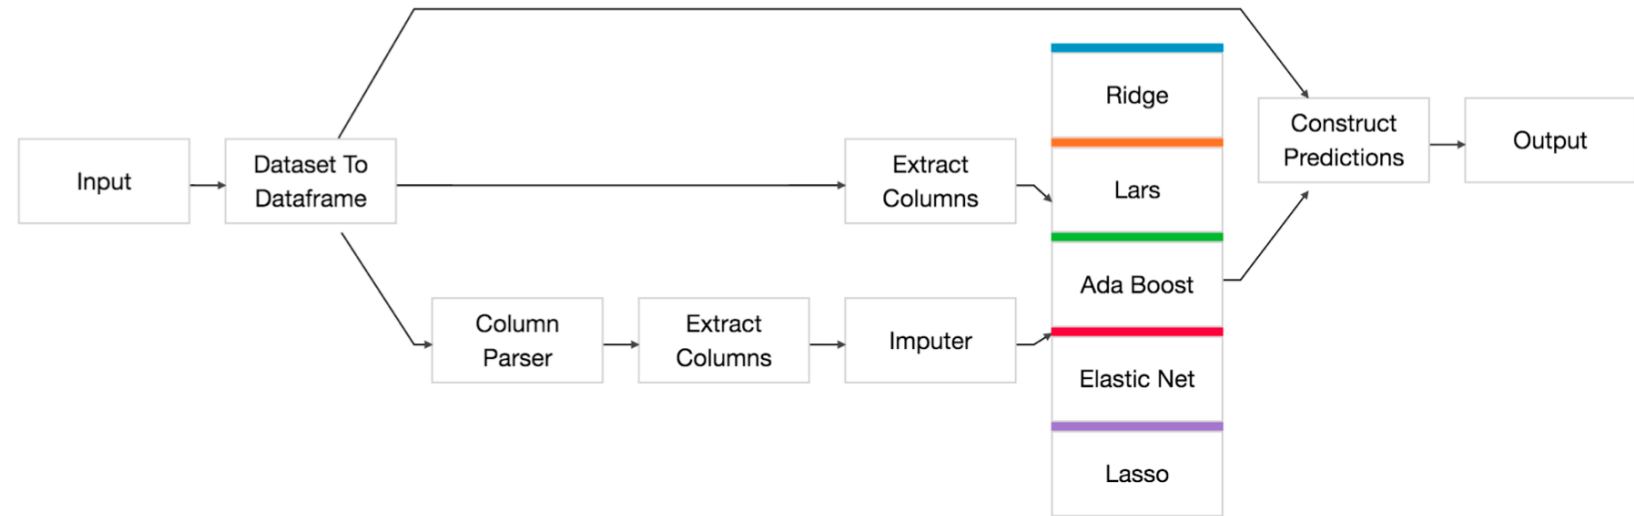 Input
Dataset To
Dataframe
Extract
Columns
Column
Parser
Extract
Columns
Imputer
Ridge
Lars
Ada Boost
Elastic Net
Lasso
Construct
Predictions
Output